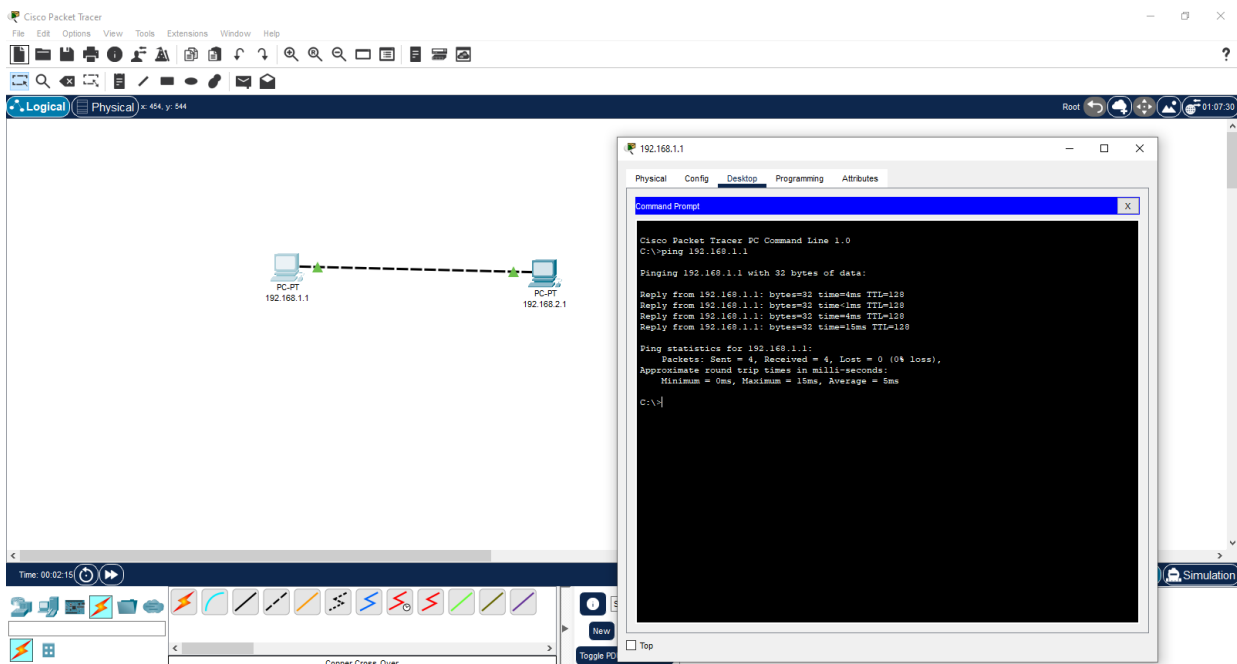 Cisco Packet Tracer
File Edit Options View Tools Extensions Window Help
?
Logical Physical x: 454, y: 544
Root 01:07:30
PC-PT
192.168.1.1
PC-PT
192.168.2.1
192.168.1.1
Physical Config Desktop Programming Attributes
Command Prompt
X
Cisco Packet Tracer PC Command Line 1.0
C:\>ping 192.168.1.1
Pinging 192.168.1.1 with 32 bytes of data:
Reply from 192.168.1.1: bytes=32 time=4ms TTL=128
Reply from 192.168.1.1: bytes=32 time<1ms TTL=128
Reply from 192.168.1.1: bytes=32 time=4ms TTL=128
Reply from 192.168.1.1: bytes=32 time=15ms TTL=128
Ping statistics for 192.168.1.1:
Packets: Sent = 4, Received = 4, Lost = 0 (0% loss),
Approximate round trip times in milli-seconds:
Minimum = 0ms, Maximum = 15ms, Average = 5ms
C:\>
Top
Time: 00:02:15
Simulation
New
Toggle PD
Copper Cross-Over